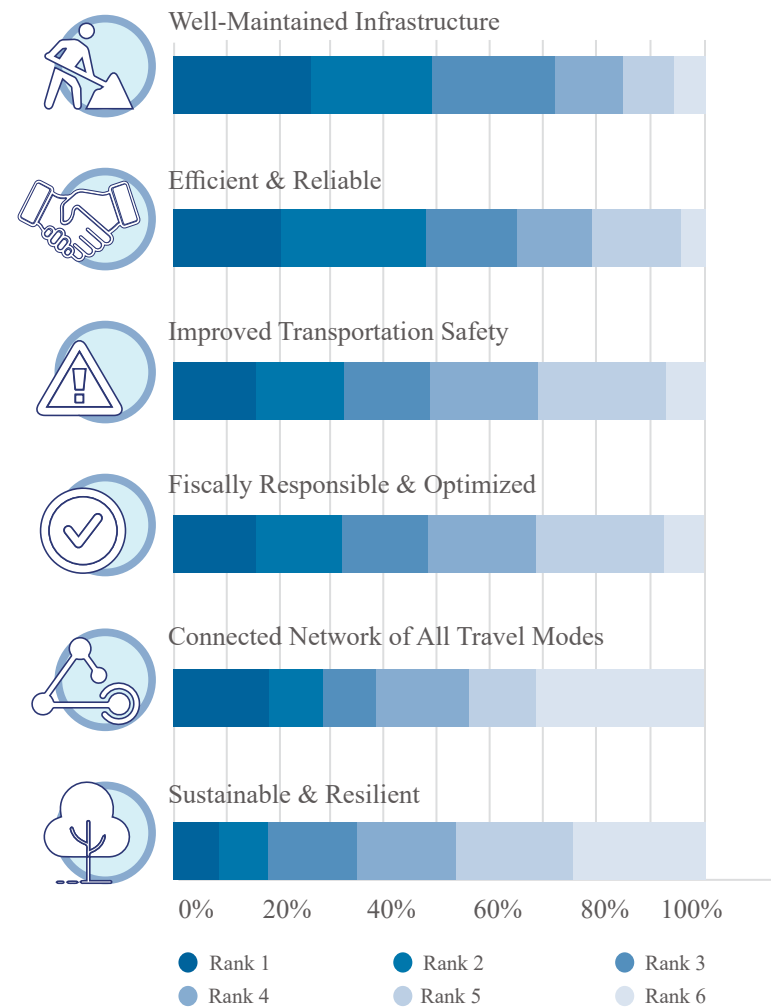 Well-Maintained Infrastructure
Efficient & Reliable
Improved Transportation Safety
Fiscally Responsible & Optimized
Connected Network of All Travel Modes
Sustainable & Resilient
0% 20% 40% 60% 80% 100%
Rank 1 Rank 2 Rank 3
Rank 4 Rank 5 Rank 6